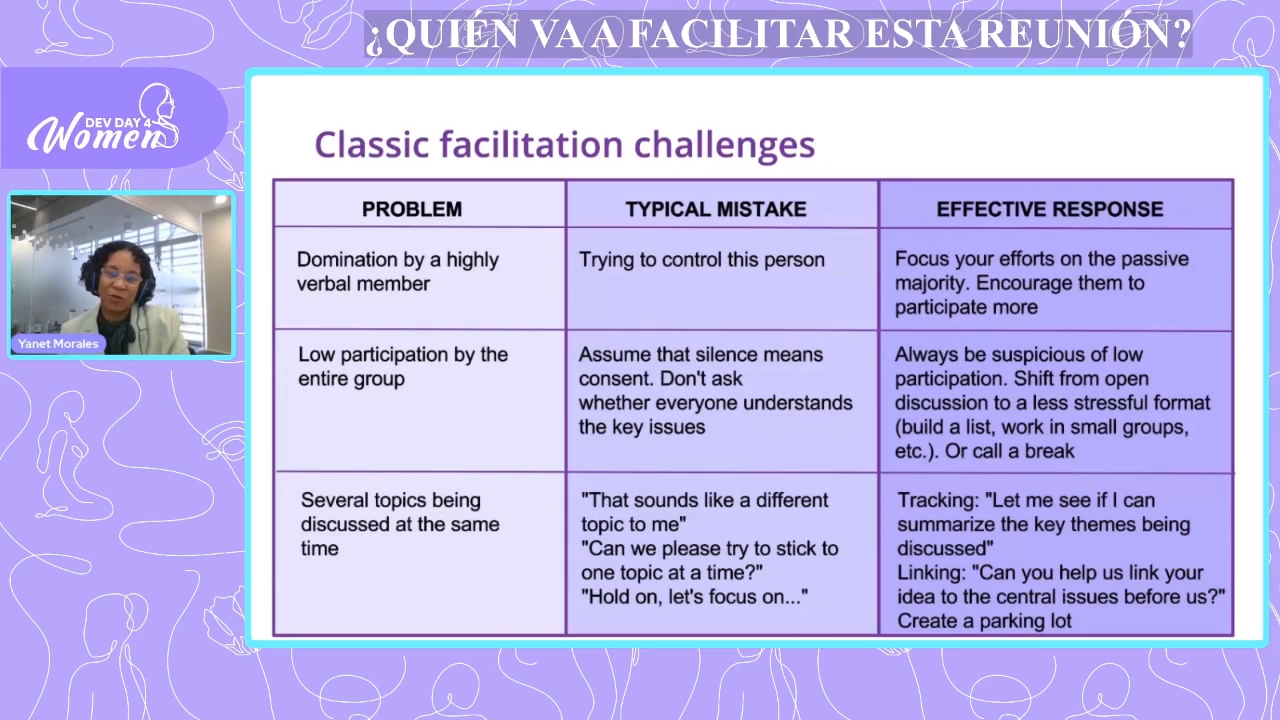 ¿QUIÉN VA A FACILITAR ESTA REUNIÓN?
DEV DAY 4
Women
Yanet Morales
Classic facilitation challenges
PROBLEM
TYPICAL MISTAKE
EFFECTIVE RESPONSE
Domination by a highly
verbal member
Trying to control this person
Focus your efforts on the passive
majority. Encourage them to
participate more
Low participation by the
entire group
Assume that silence means
consent. Don't ask
whether everyone understands
the key issues
Always be suspicious of low
participation. Shift from open
discussion to a less stressful format
(build a list, work in small groups,
etc.). Or call a break
Several topics being
discussed at the same
time
"That sounds like a different
topic to me"
"Can we please try to stick to
one topic at a time?"
"Hold on, let's focus on..."
Tracking: "Let me see if I can
summarize the key themes being
discussed"
Linking: "Can you help us link your
idea to the central issues before us?"
Create a parking lot